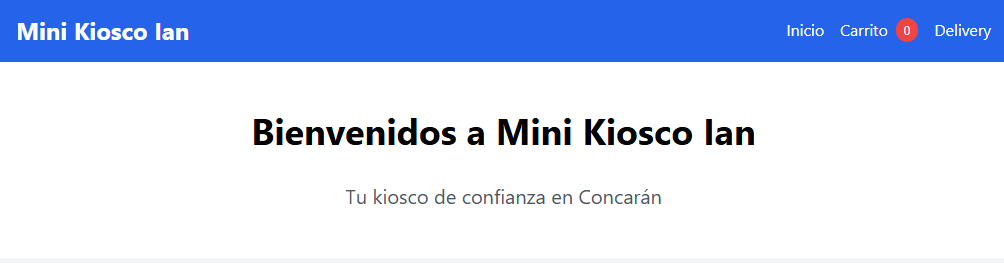 Mini Kiosco Ian
Inicio Carrito 0 Delivery
Bienvenidos a Mini Kiosco Ian
Tu kiosco de confianza en Concarán